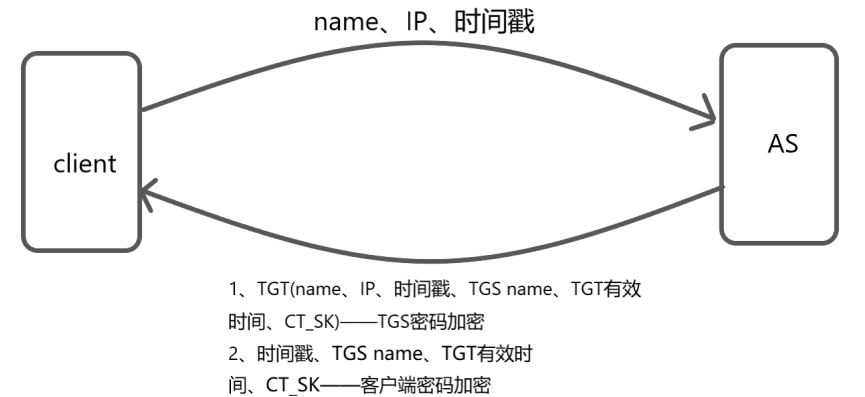 name、IP、时间戳
client
AS
1、TGT(name、IP、时间戳、TGS name、TGT有效
时间、CT_SK)——TGS密码加密
2、时间戳、TGS name、TGT有效时
间、CT_SK——客户端密码加密